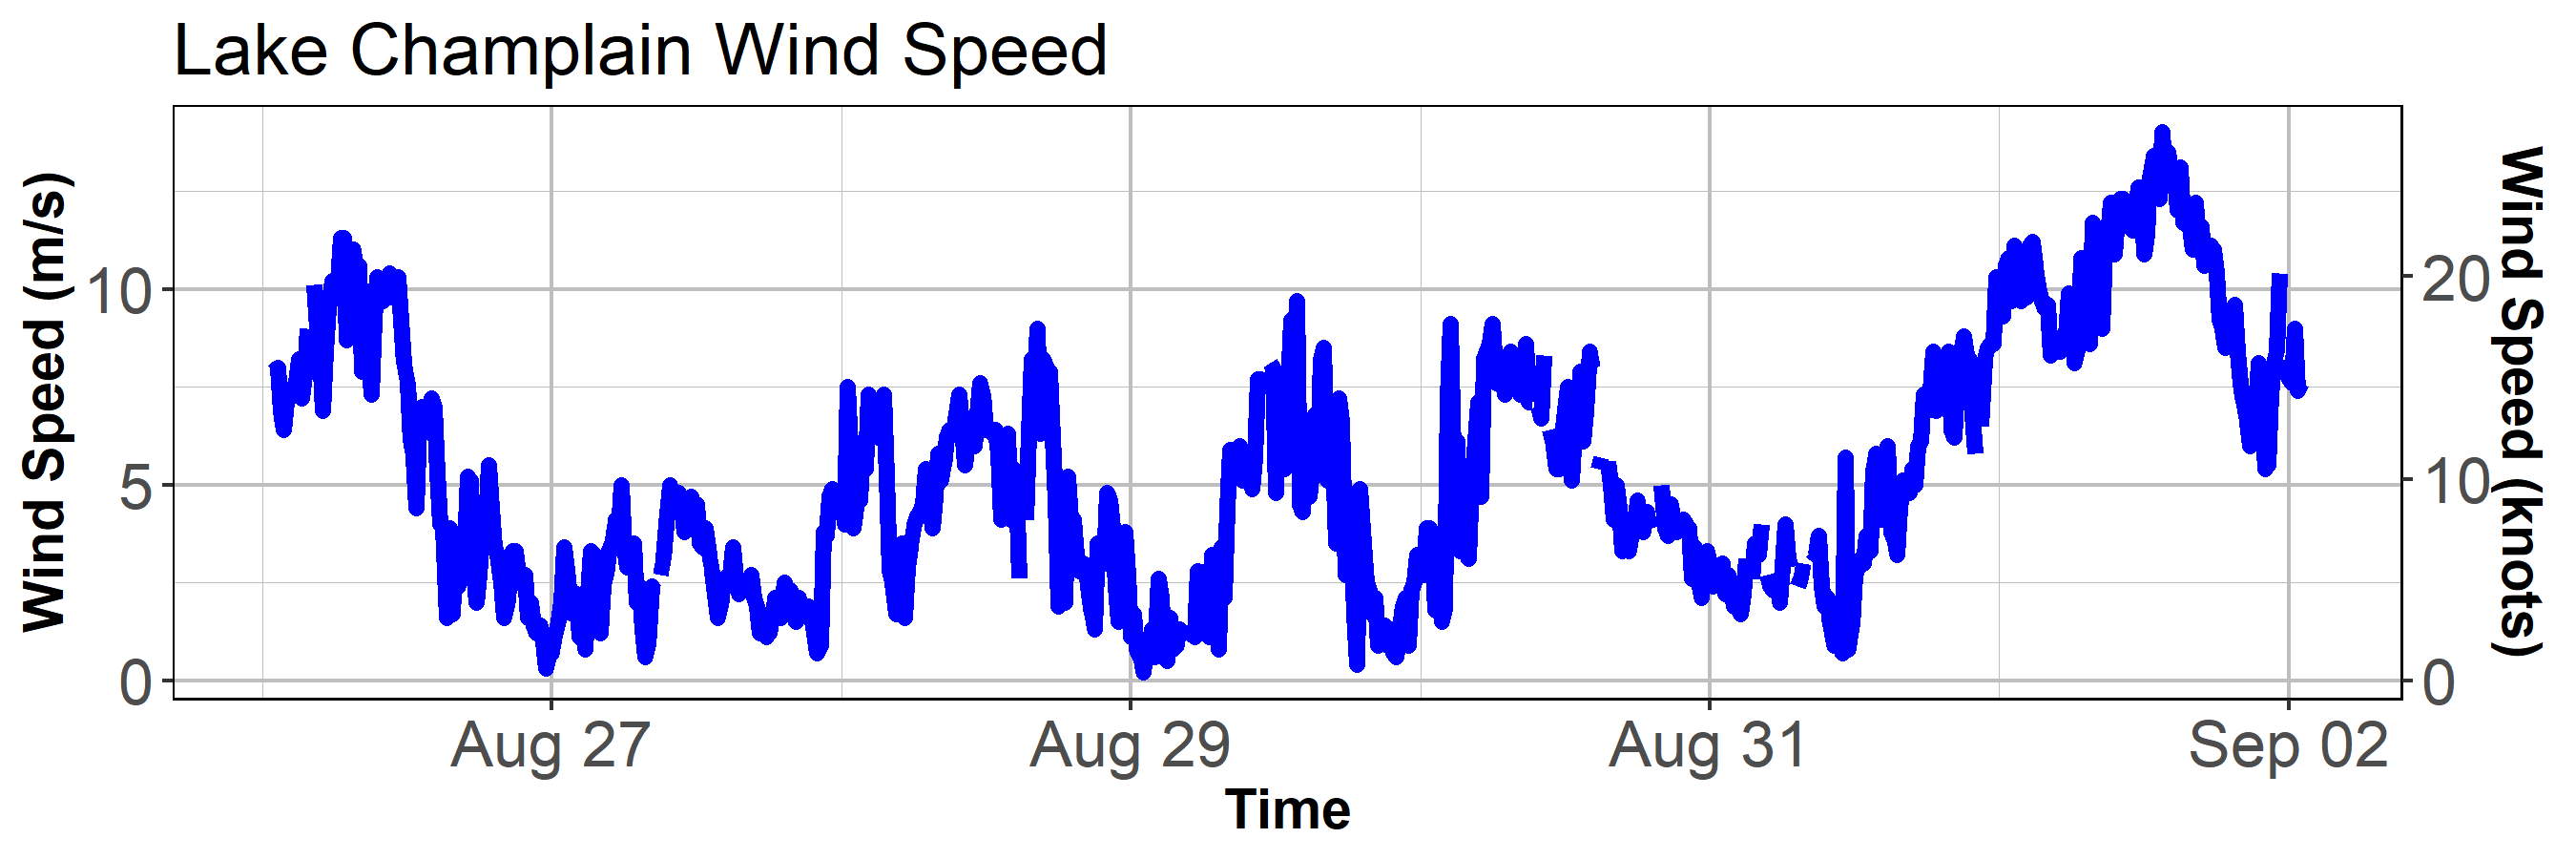 Lake Champlain Wind Speed
Wind Speed (m/s)
10
5
0
20
10
0
Wind Speed (knots)
Aug 27
Aug 29
Aug 31
Sep 02
Time